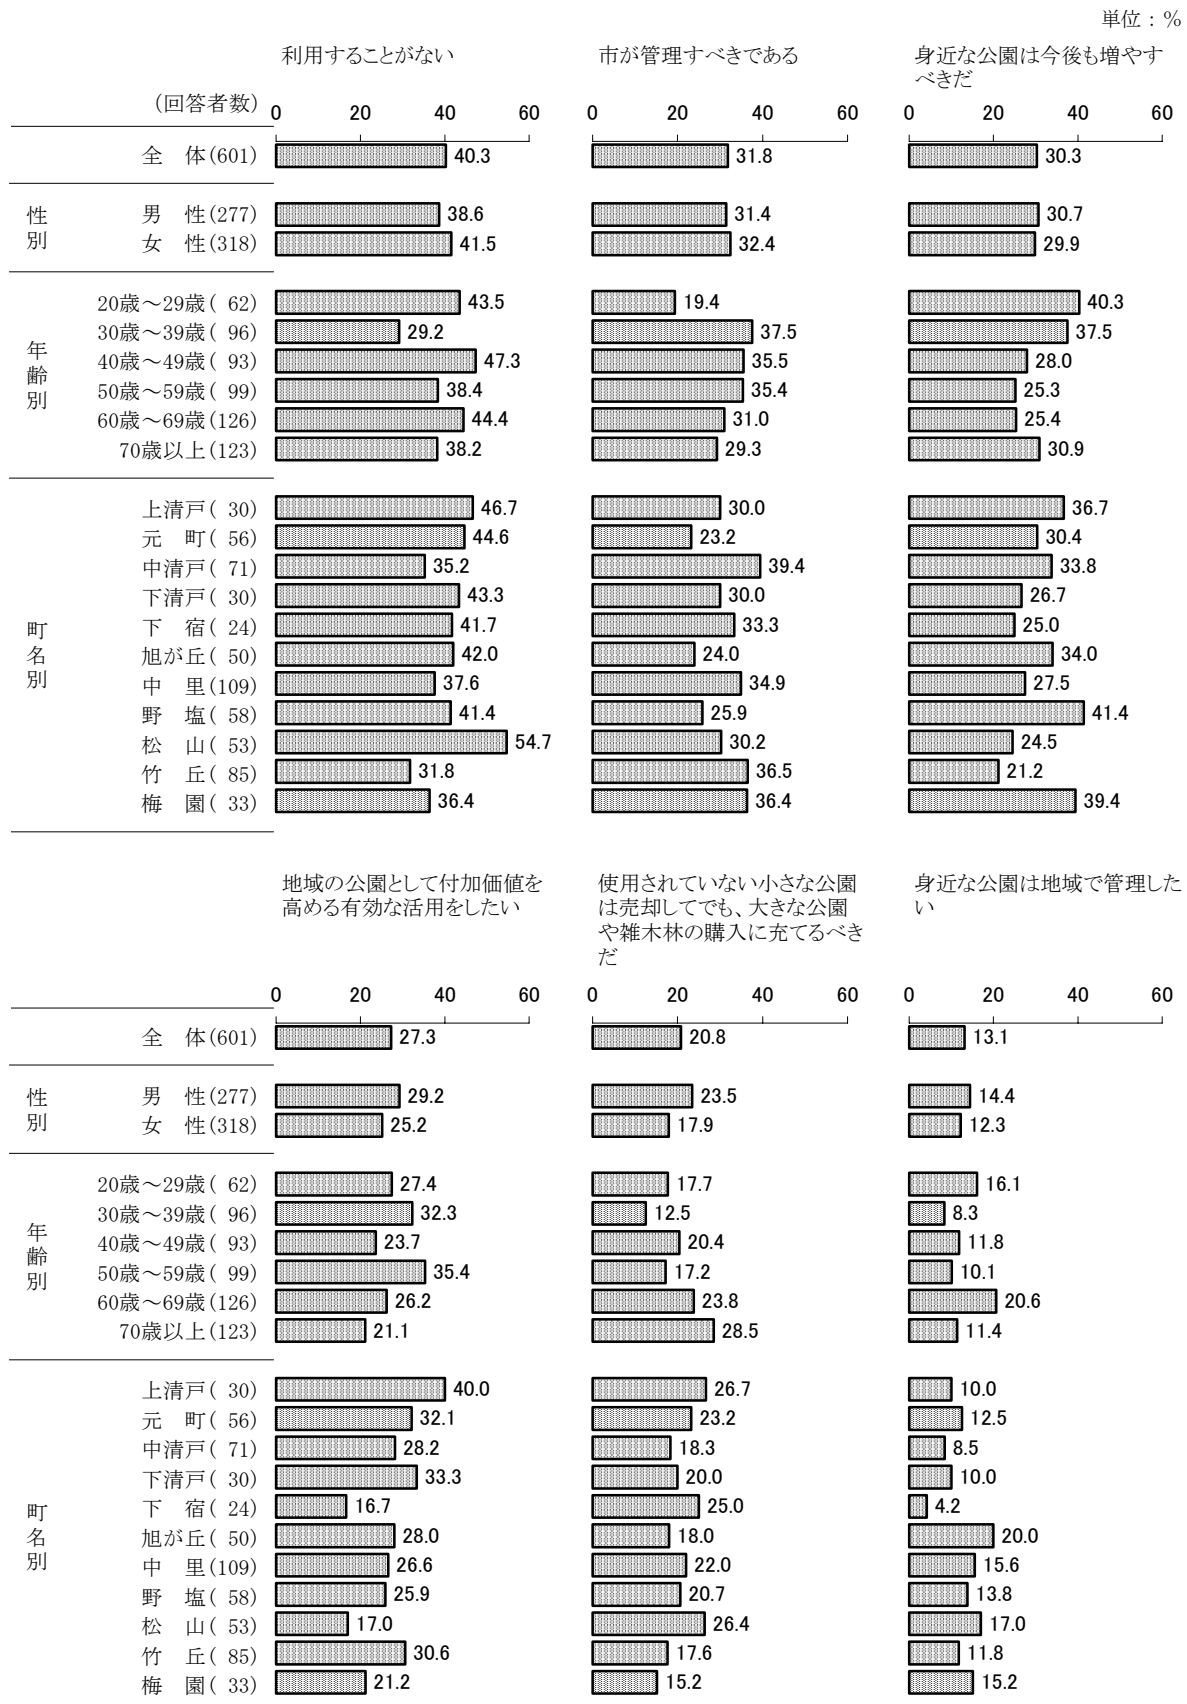 単位：%
利用することがない 市が管理すべきである 身近な公園は今後も増やす
べきだ
(回答者数) 0 20 40 60 0 20 40 60 0 20 40 60
全　体(601) 40.3 31.8 30.3
性別 男　性(277) 38.6 31.4 30.7
女　性(318) 41.5 32.4 29.9
年齢別 20歳～29歳( 62) 43.5 19.4 40.3
30歳～39歳( 96) 29.2 37.5 37.5
40歳～49歳( 93) 47.3 35.5 28.0
50歳～59歳( 99) 38.4 35.4 25.3
60歳～69歳(126) 44.4 31.0 25.4
70歳以上(123) 38.2 29.3 30.9
町名別 上清戸( 30) 46.7 30.0 36.7
元　町( 56) 44.6 23.2 30.4
中清戸( 71) 35.2 39.4 33.8
下清戸( 30) 43.3 30.0 26.7
下　宿( 24) 41.7 33.3 25.0
旭が丘( 50) 42.0 24.0 34.0
中　里(109) 37.6 34.9 27.5
野　塩( 58) 41.4 25.9 41.4
松　山( 53) 54.7 30.2 24.5
竹　丘( 85) 31.8 36.5 21.2
梅　園( 33) 36.4 36.4 39.4
地域の公園として付加価値を 使用されていない小さな公園 身近な公園は地域で管理した
高める有効な活用をしたい は売却してでも、大きな公園 い
や雑木林の購入に充てるべき
だ
0 20 40 60 0 20 40 60 0 20 40 60
全　体(601) 27.3 20.8 13.1
性別 男　性(277) 29.2 23.5 14.4
女　性(318) 25.2 17.9 12.3
年齢別 20歳～29歳( 62) 27.4 17.7 16.1
30歳～39歳( 96) 32.3 12.5 8.3
40歳～49歳( 93) 23.7 20.4 11.8
50歳～59歳( 99) 35.4 17.2 10.1
60歳～69歳(126) 26.2 23.8 20.6
70歳以上(123) 21.1 28.5 11.4
町名別 上清戸( 30) 40.0 26.7 10.0
元　町( 56) 32.1 23.2 12.5
中清戸( 71) 28.2 18.3 8.5
下清戸( 30) 33.3 20.0 10.0
下　宿( 24) 16.7 25.0 4.2
旭が丘( 50) 28.0 18.0 20.0
中　里(109) 26.6 22.0 15.6
野　塩( 58) 25.9 20.7 13.8
松　山( 53) 17.0 26.4 17.0
竹　丘( 85) 30.6 17.6 11.8
梅　園( 33) 21.2 15.2 15.2